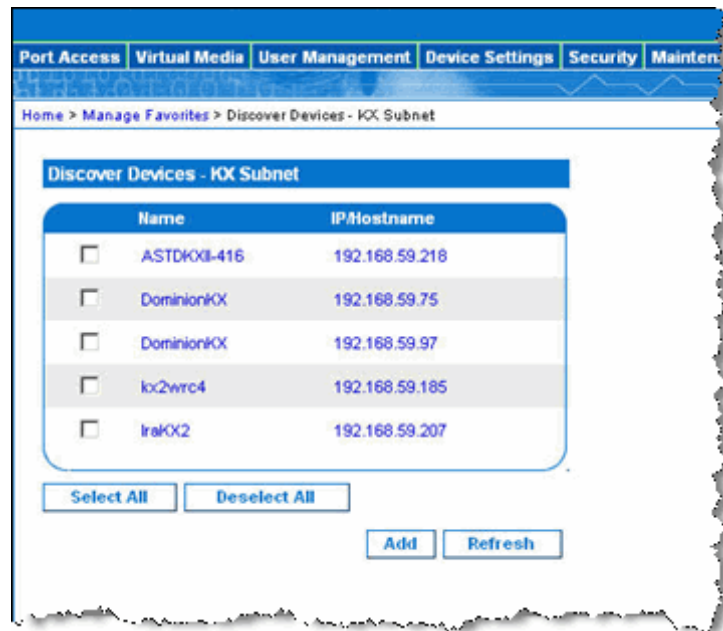 Port Access Virtual Media User Management Device Settings Security Mainten
Home > Manage Favorites > Discover Devices - KX Subnet
Discover Devices - KX Subnet
Name IP/Hostname
ASTDKXII-416 192.168.59.218
DominionKX 192.168.59.75
DominionKX 192.168.59.97
kx2wrc4 192.168.59.185
IraKX2 192.168.59.207
Select All Deselect All
Add Refresh